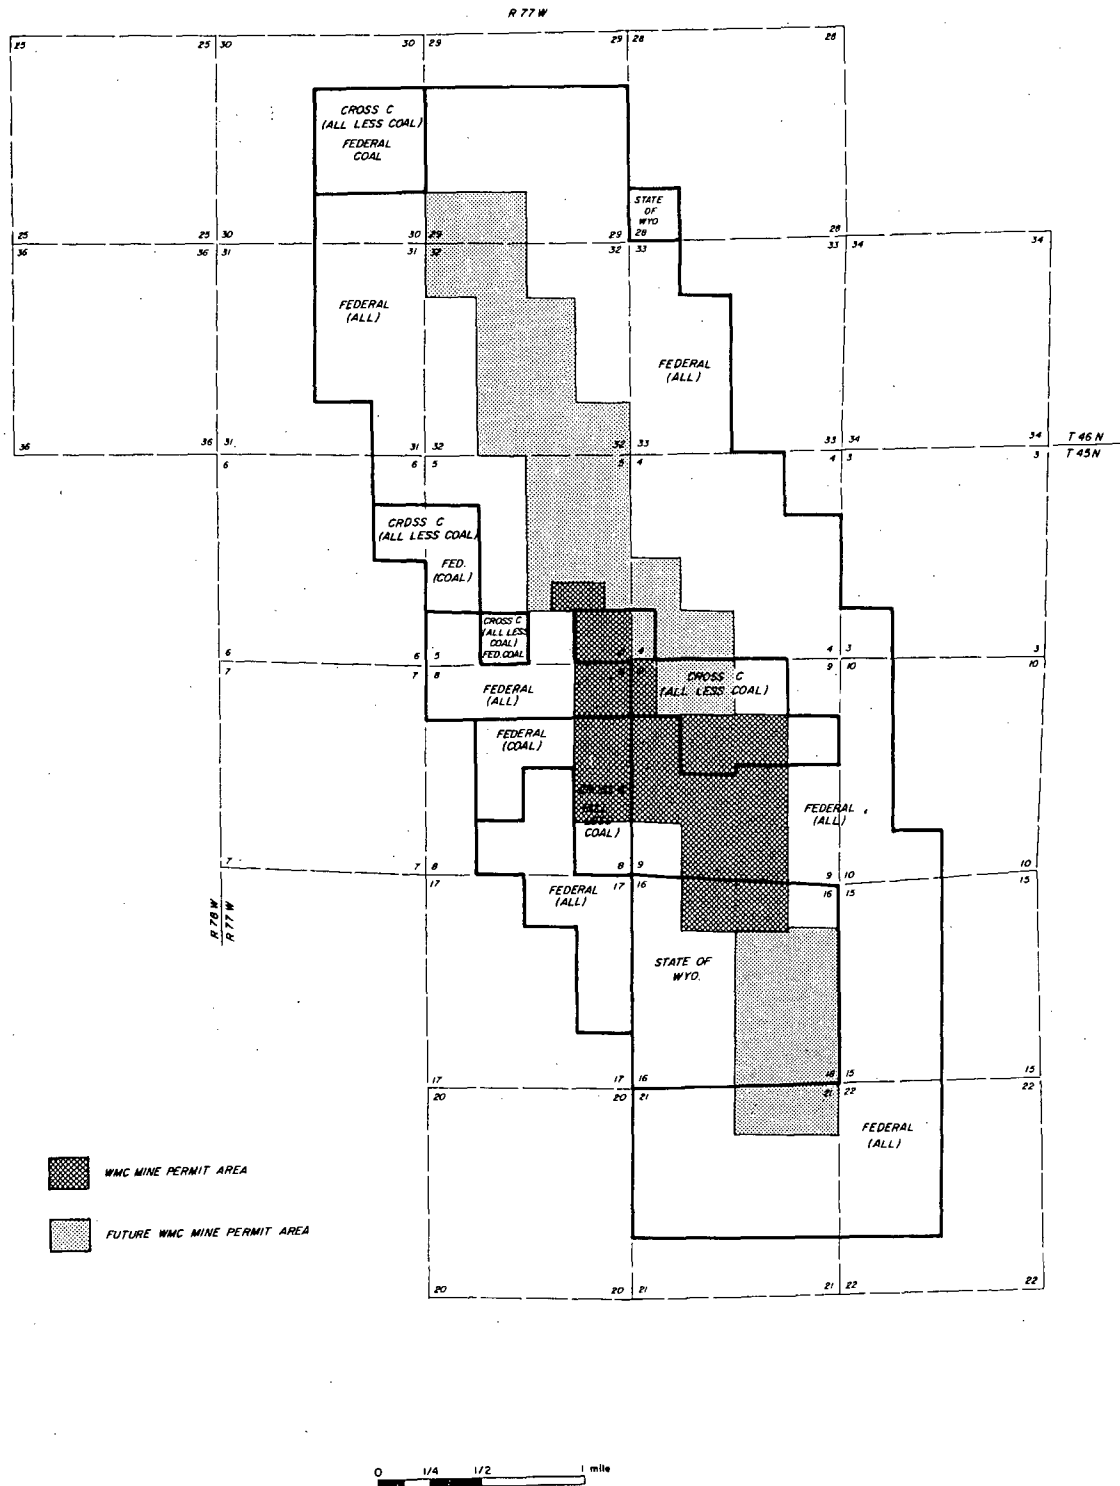 R 77 W
25 25 30 30 29 29 28 28
CROSS C
(ALL LESS COAL)
FEDERAL
COAL
STATE
OF
WYO
25 25 30 30 29 29 28 28 34
36 36 31 31 32 32 33 33 34
FEDERAL
(ALL)
FEDERAL
(ALL)
36 36 31 31 32 32 33 33 34 34
T 46 N
6 6 5 5 4 4 3 3
T 45 N
CROSS C
(ALL LESS COAL)
FED.
(COAL)
CROSS C
(ALL LESS
COAL)
FED. COAL
6 6 5 4 4 3 3
7 7 8 9 10 10
CROSS C
(ALL LESS COAL)
FEDERAL
(ALL)
FEDERAL
(COAL)
COAL)
FEDERAL
(ALL)
7 7 8 8 9 9 10 10
17 17 16 16 15 15
FEDERAL
(ALL)
R 78 W
R 77 W
STATE OF
WYO.
17 17 16 15 15
20 20 21 21 22 22
FEDERAL
(ALL)
WMC MINE PERMIT AREA
FUTURE WMC MINE PERMIT AREA
20 20 21 21 22 22
0 1/4 1/2 1 mile